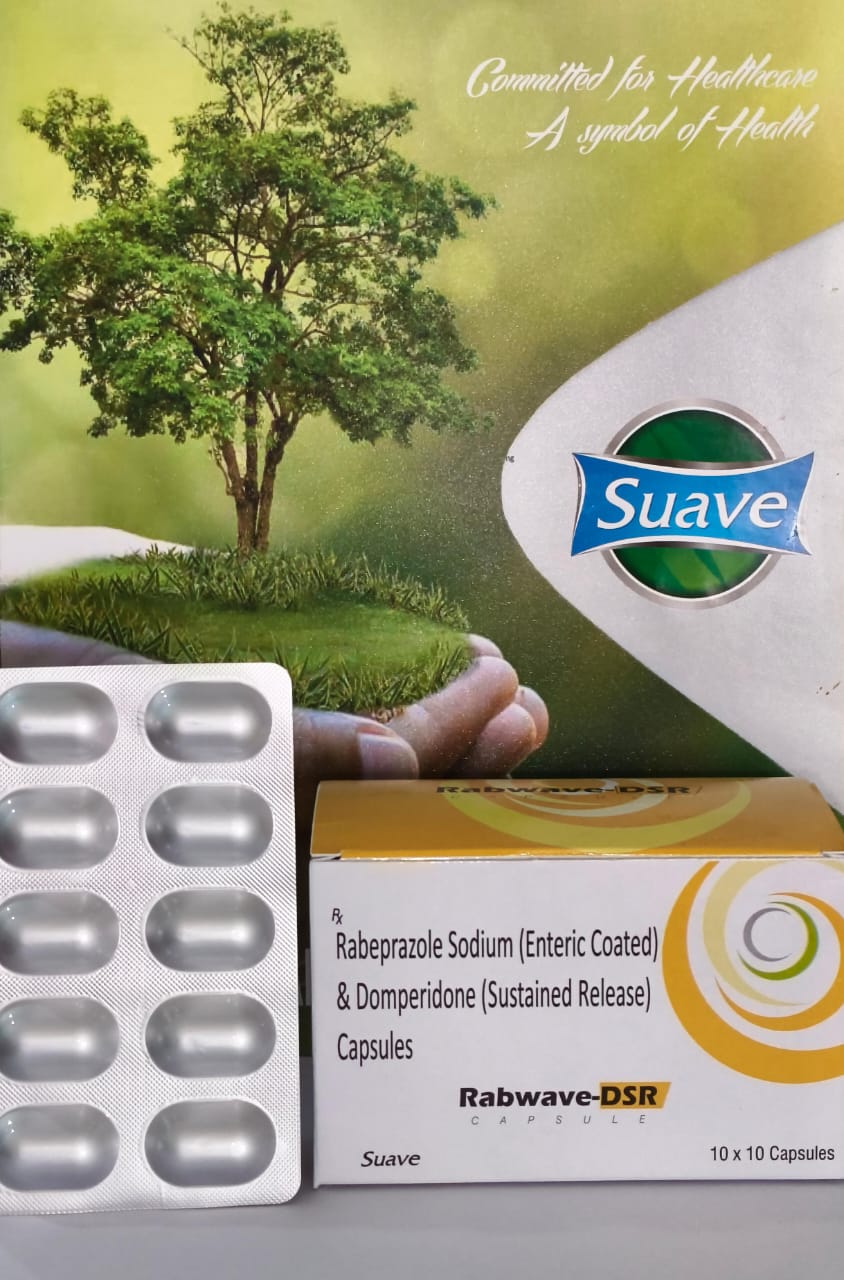 Committed for Healthcare
A symbol of Health
Suave
Rabwave-DSR
Rx
Rabeprazole Sodium (Enteric Coated)
& Domperidone (Sustained Release)
Capsules
Rabwave-DSR
CAPSULE
Suave
10 x 10 Capsules